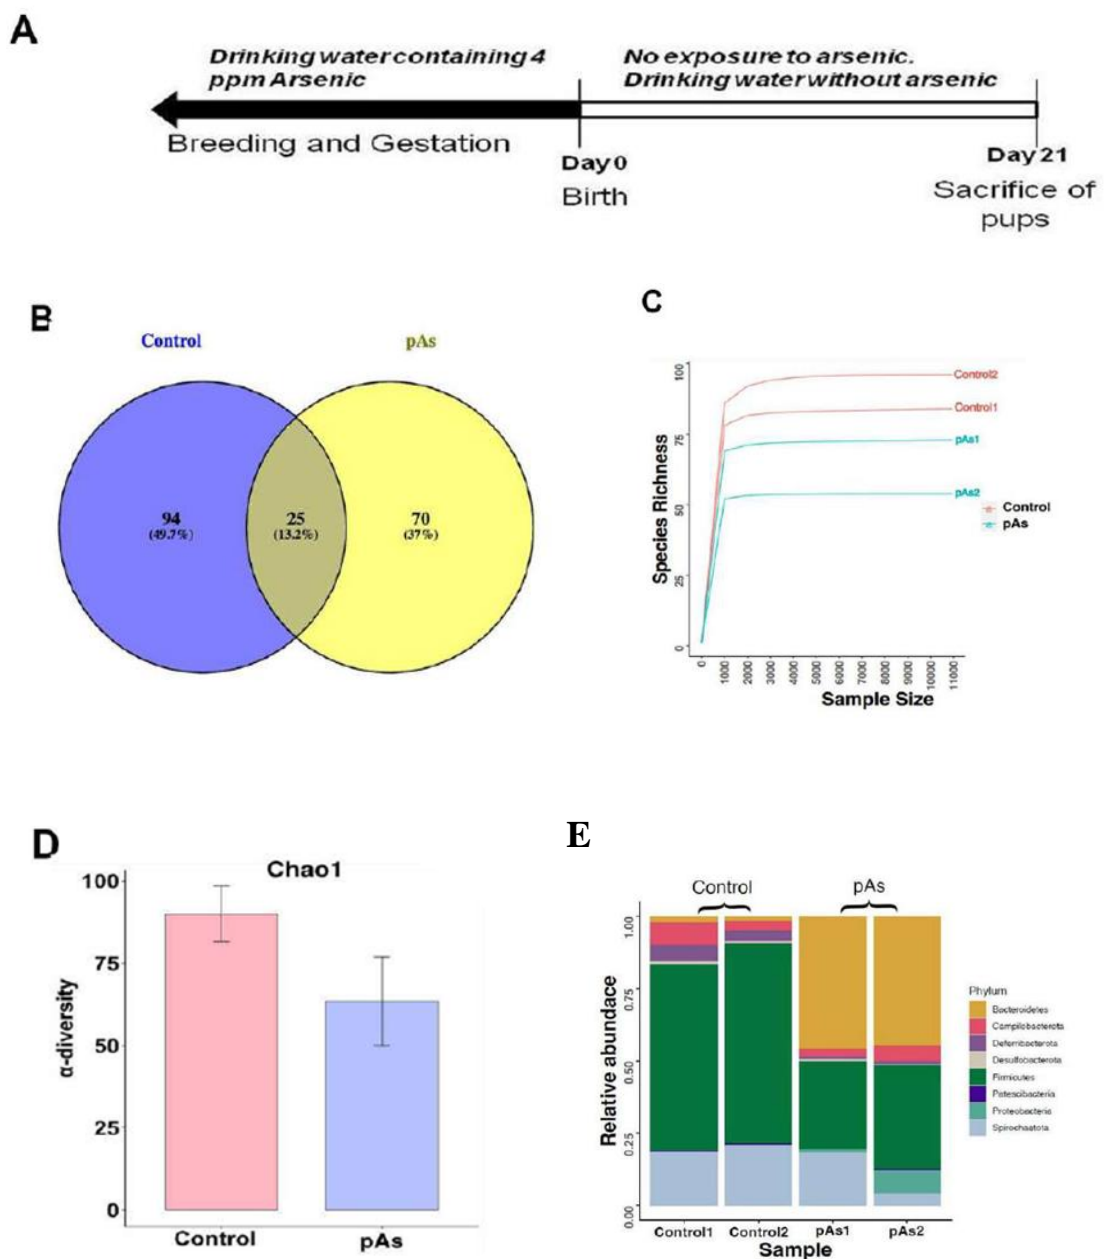 A
Drinking water containing 4
ppm Arsenic
No exposure to arsenic.
Drinking water without arsenic
Breeding and Gestation
Day 0
Birth
Day 21
Sacrifice of
pups
B
Control
pAs
94
(49.7%)
25
(13.2%)
70
(37%)
C
Species Richness
100
75
50
25
0
Control2
Control1
pAs1
pAs2
Control
pAs
0
1000
2000
3000
4000
5000
6000
7000
8000
9000
10000
11000
Sample Size
D
Chao1
α-diversity
100
75
50
25
0
Control
pAs
E
Control
pAs
Relative abundace
1.00
0.75
0.50
0.25
0.00
Control1
Control2
pAs1
pAs2
Sample
Phylum
Bacteroidetes
Campilobacterota
Deferribacterota
Desulfobacterota
Firmicutes
Patescibacteria
Proteobacteria
Spirochaetota